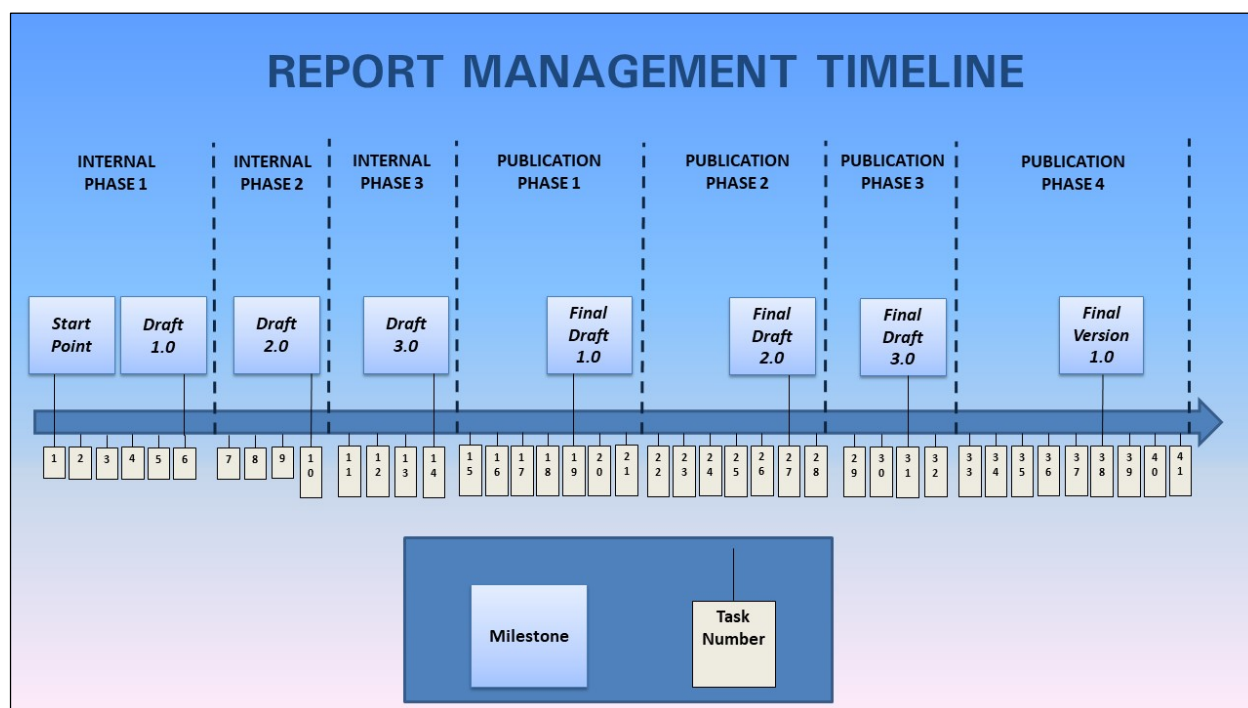 REPORT MANAGEMENT TIMELINE
INTERNAL
PHASE 1
INTERNAL
PHASE 2
INTERNAL
PHASE 3
PUBLICATION
PHASE 1
PUBLICATION
PHASE 2
PUBLICATION
PHASE 3
PUBLICATION
PHASE 4
Start
Point
Draft
1.0
Draft
2.0
Draft
3.0
Final
Draft
1.0
Final
Draft
2.0
Final
Draft
3.0
Final
Version
1.0
1
2
3
4
5
6
7
8
9
10
11
12
13
14
15
16
17
18
19
20
21
22
23
24
25
26
27
28
29
30
31
32
33
34
35
36
37
38
39
40
41
Milestone
Task
Number